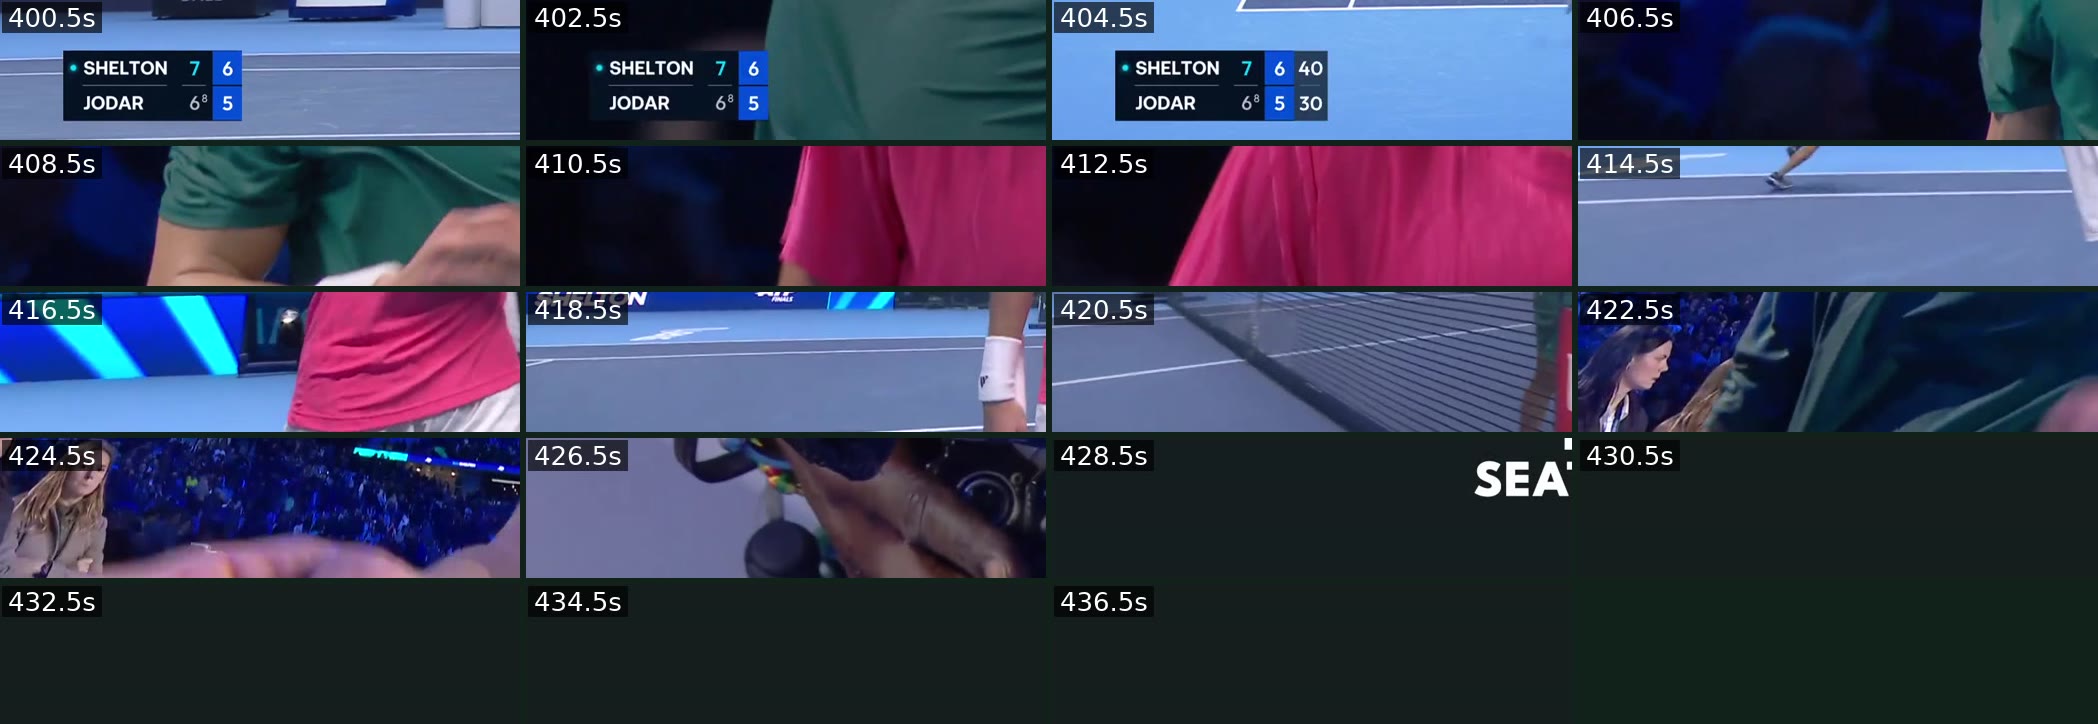 400.5s
SHELTON 7 6
JODAR 6⁸ 5
402.5s
SHELTON 7 6
JODAR 6⁸ 5
404.5s
SHELTON 7 6 40
JODAR 6⁸ 5 30
406.5s
408.5s
410.5s
412.5s
414.5s
416.5s
418.5s
SHELTON
FINALS
420.5s
422.5s
424.5s
426.5s
428.5s
SEA
430.5s
432.5s
434.5s
436.5s